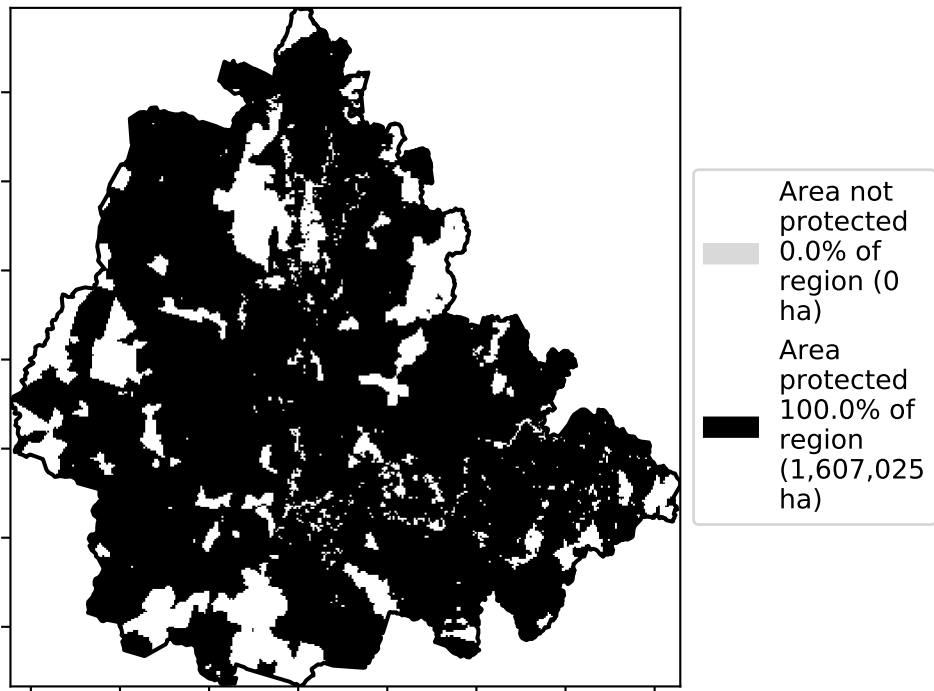 Area not
protected
0.0% of
region (0
ha)
Area
protected
100.0% of
region
(1,607,025
ha)